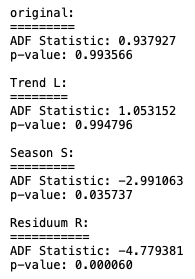 original:
=========
ADF Statistic: 0.937927
p-value: 0.993566
Trend L:
========
ADF Statistic: 1.053152
p-value: 0.994796
Season S:
=========
ADF Statistic: -2.991063
p-value: 0.035737
Residuum R:
===========
ADF Statistic: -4.779381
p-value: 0.000060